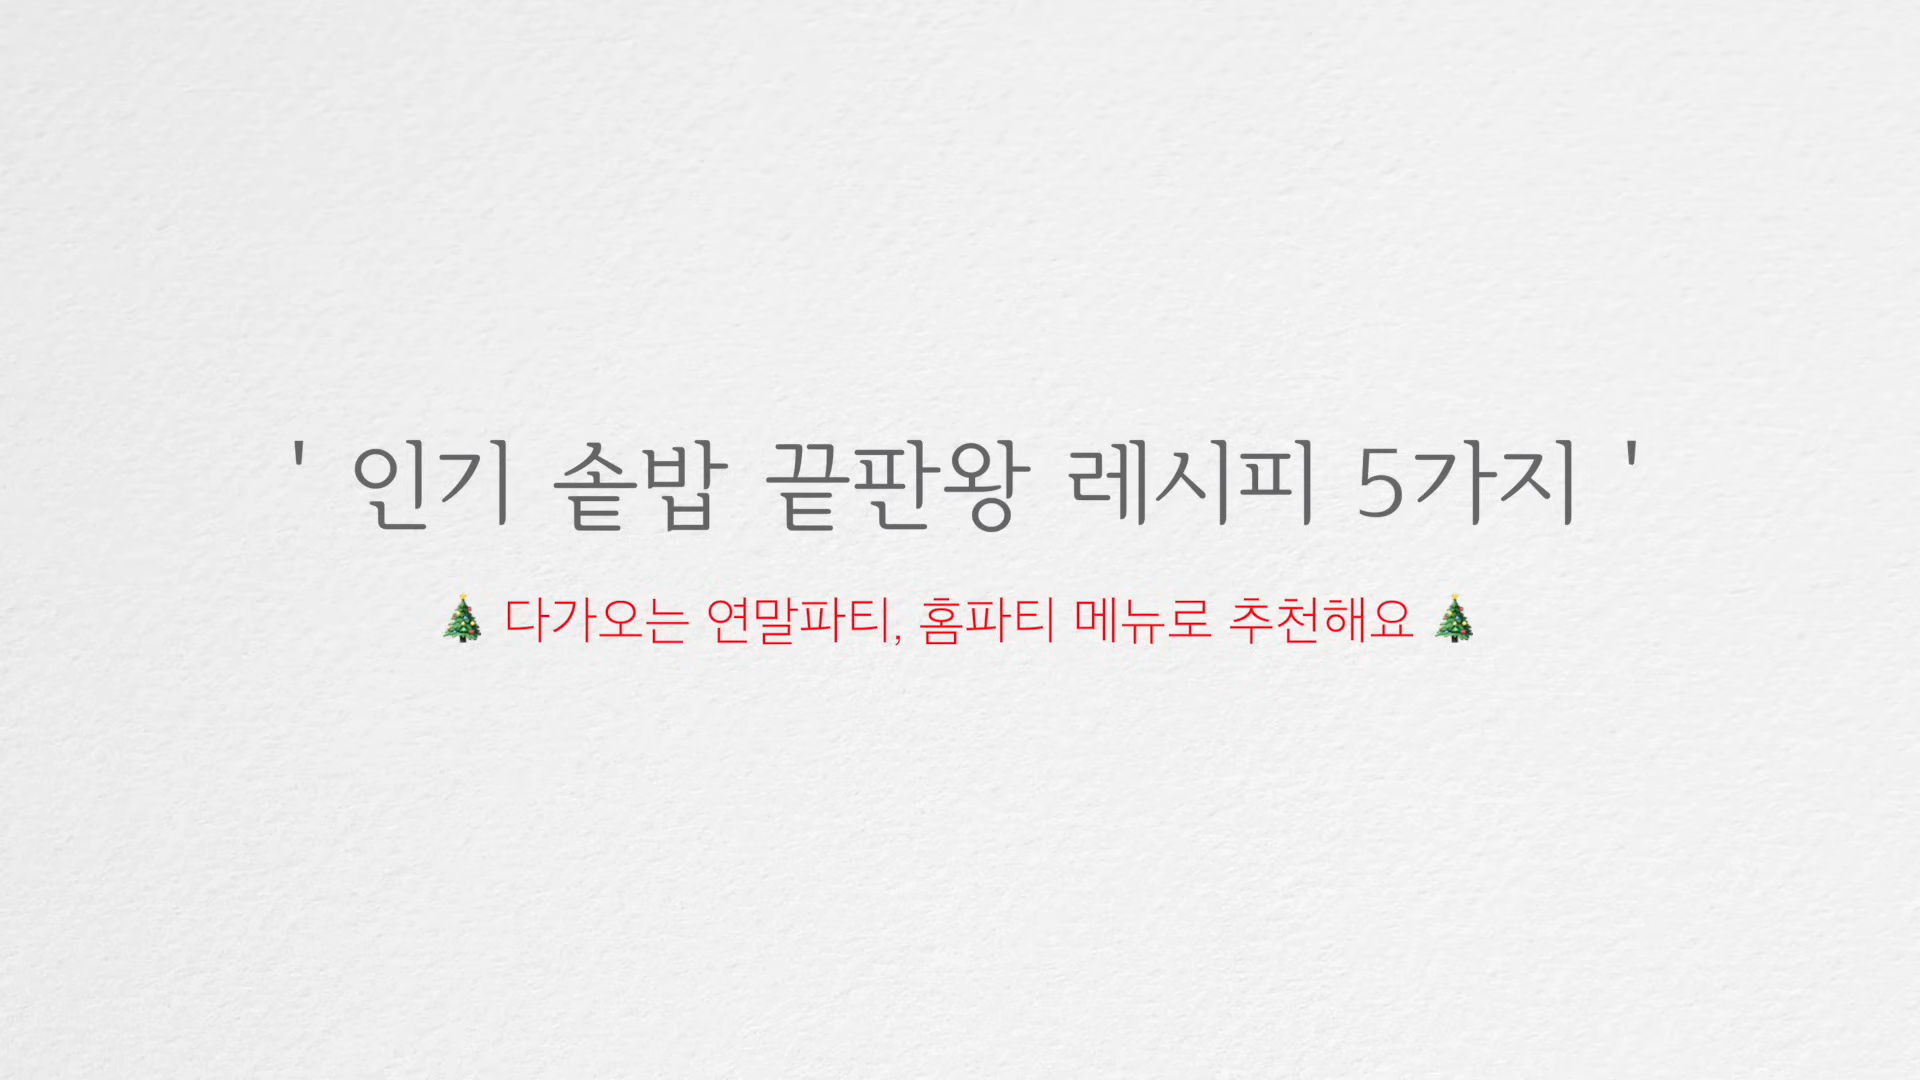 ' 인기 솥밥 끝판왕 레시피 5가지 '
🎄 다가오는 연말파티, 홈파티 메뉴로 추천해요 🎄